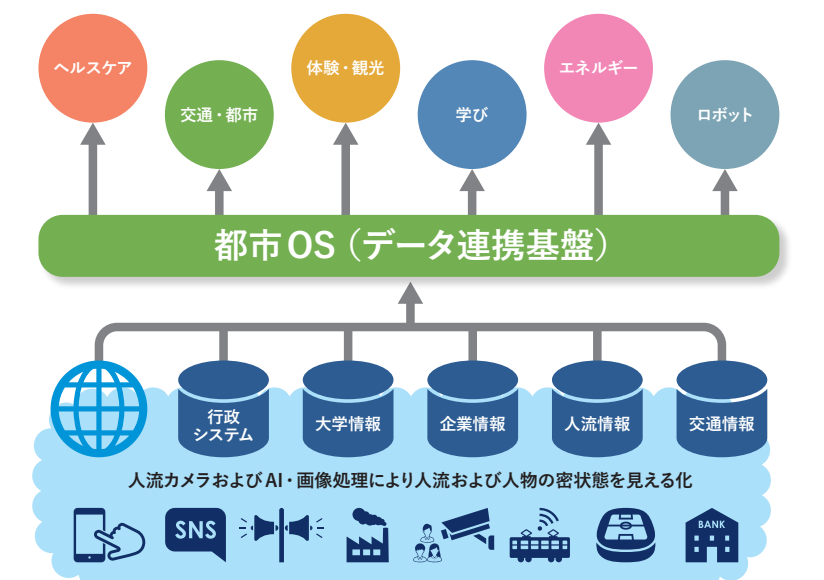 ヘルスケア
交通・都市
体験・観光
学び
エネルギー
ロボット
都市OS（データ連携基盤）
行政
システム
大学情報
企業情報
人流情報
交通情報
人流カメラおよびAI・画像処理により人流および人物の密状態を見える化
SNS
BANK